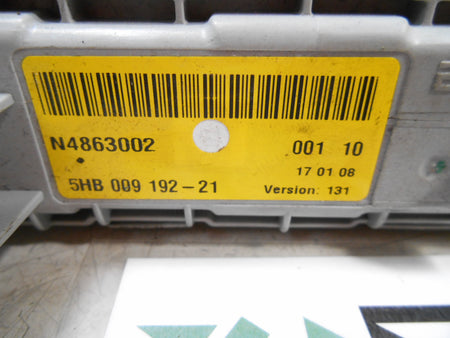 N4863002 001 10
17 01 08
5HB 009 192-21 Version: 131